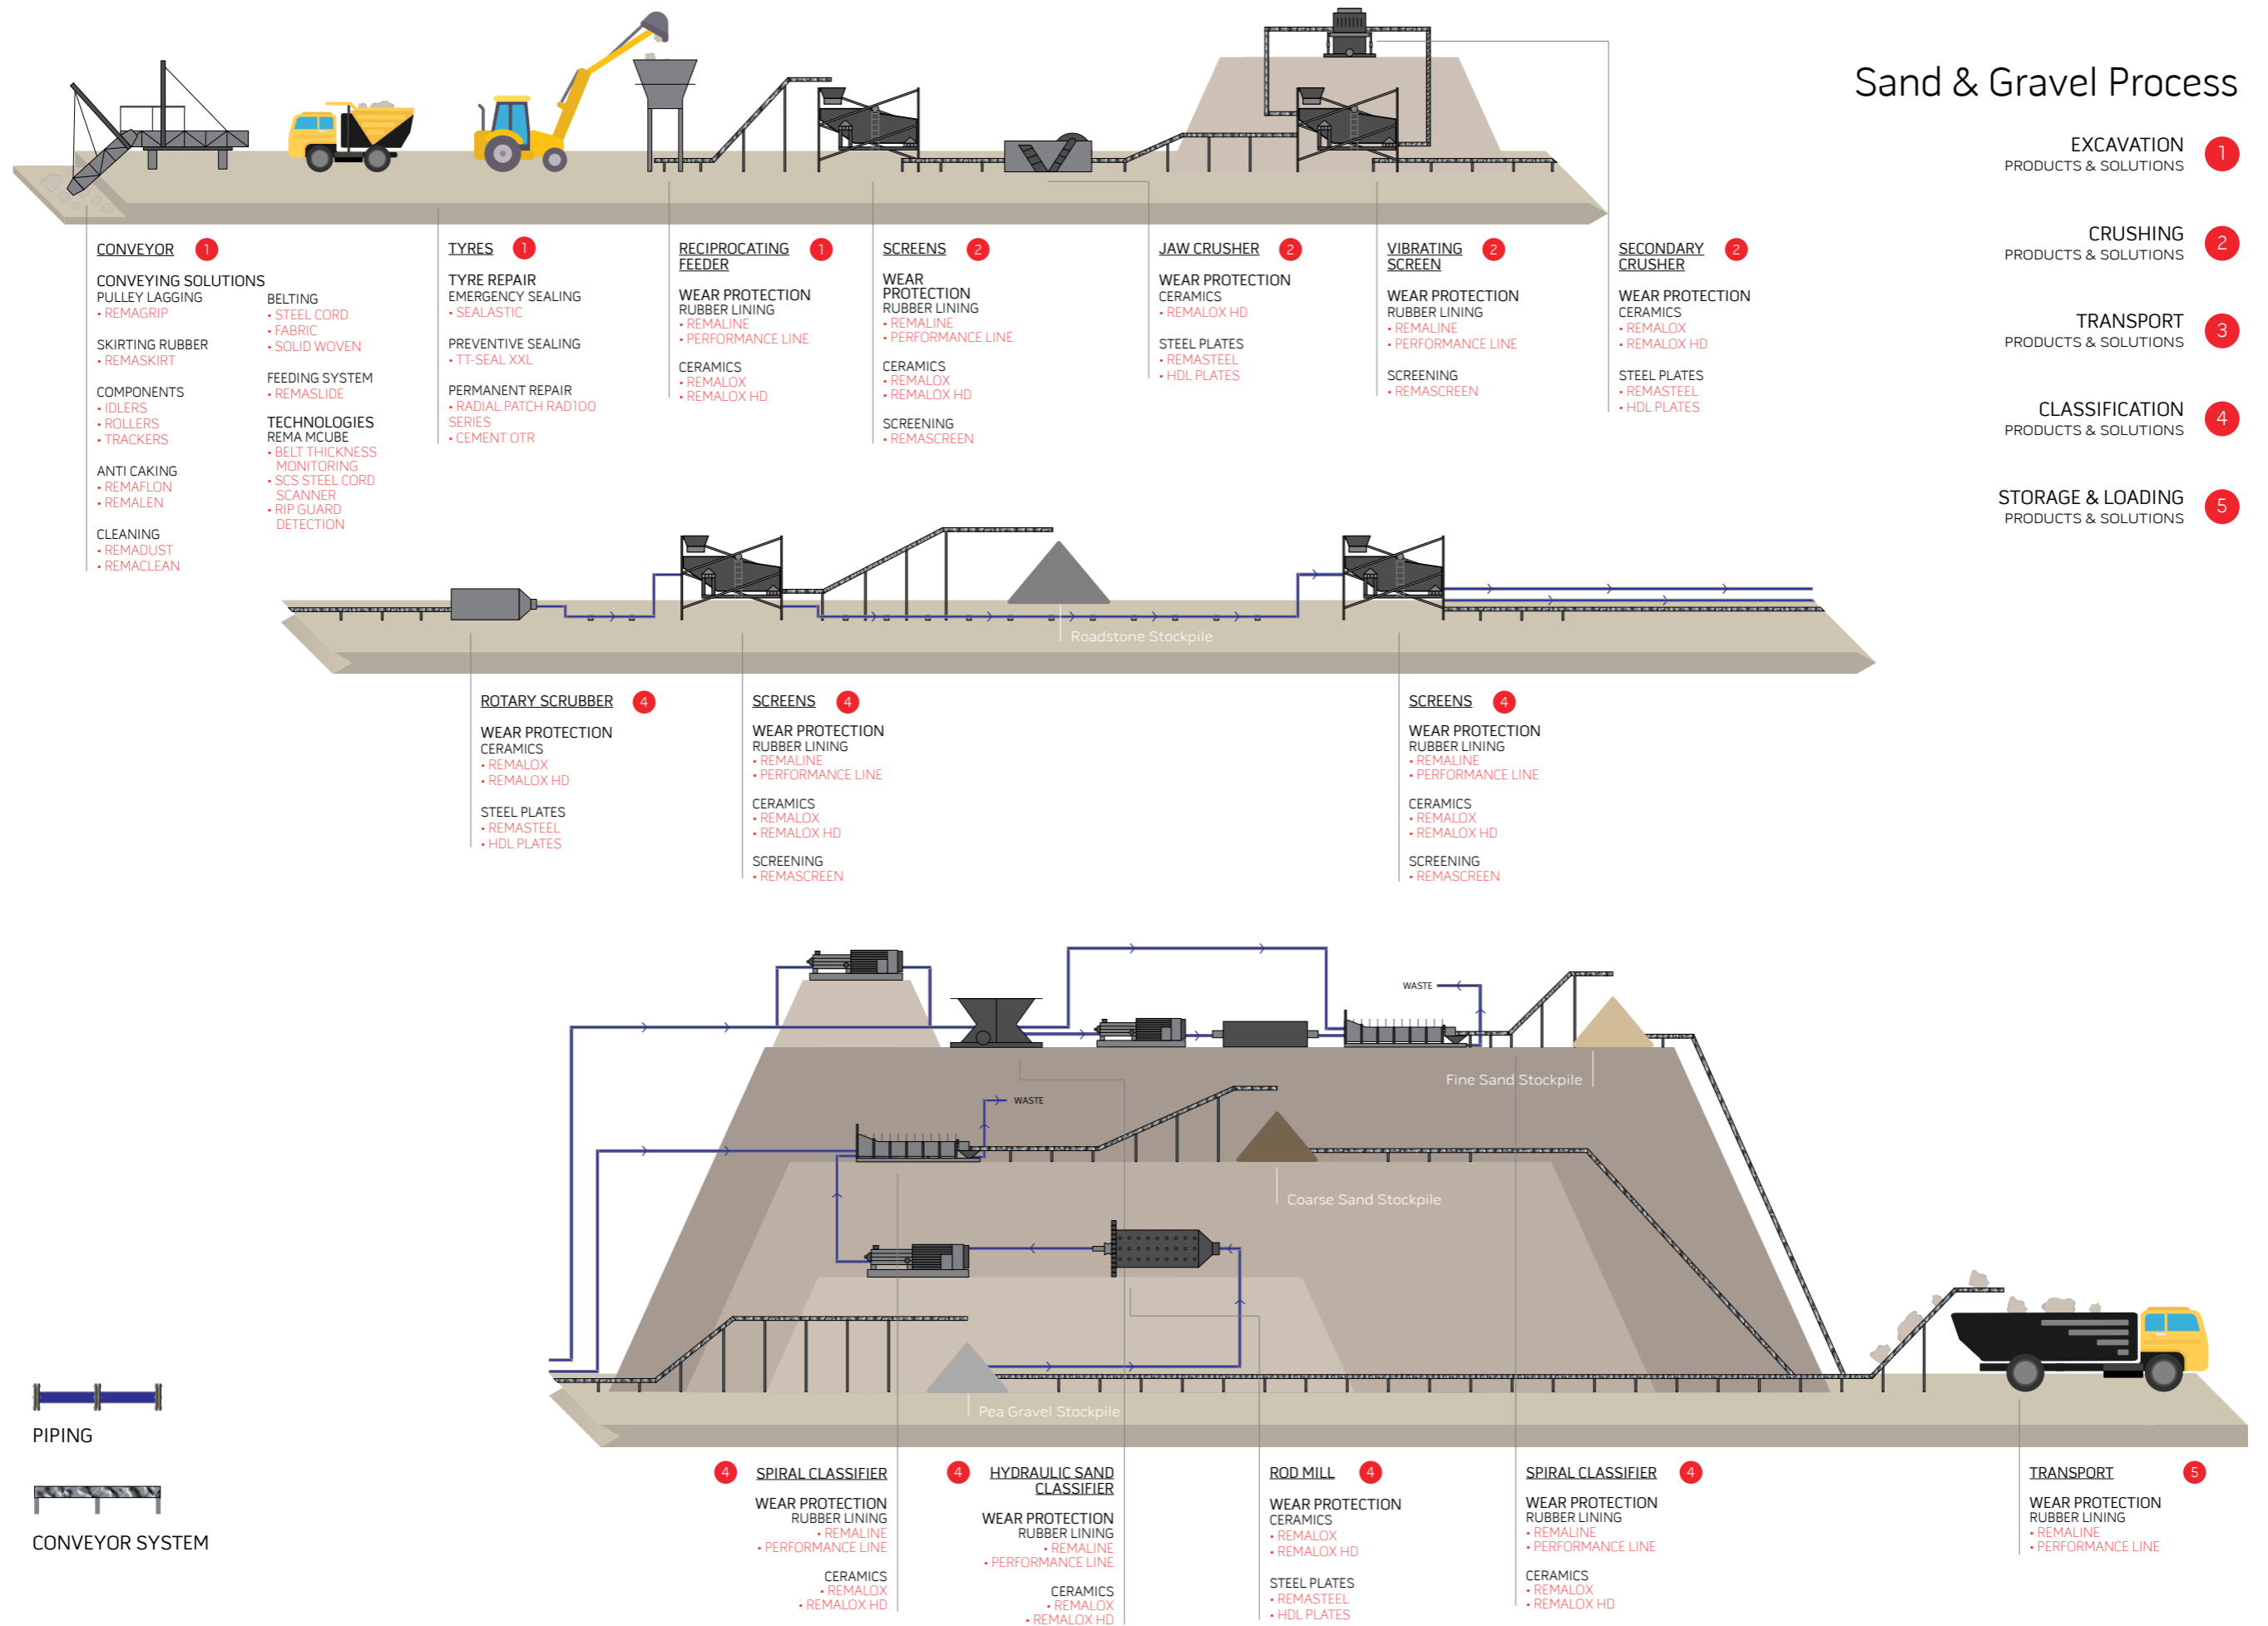 Sand & Gravel Process
EXCAVATION
PRODUCTS & SOLUTIONS
1
CRUSHING
PRODUCTS & SOLUTIONS
2
TRANSPORT
PRODUCTS & SOLUTIONS
3
CLASSIFICATION
PRODUCTS & SOLUTIONS
4
STORAGE & LOADING
PRODUCTS & SOLUTIONS
5
CONVEYOR 1
CONVEYING SOLUTIONS
PULLEY LAGGING
• REMAGRIP
SKIRTING RUBBER
• REMASKIRT
COMPONENTS
• IDLERS
• ROLLERS
• TRACKERS
ANTI CAKING
• REMAFLON
• REMALEN
CLEANING
• REMADUST
• REMACLEAN
BELTING
• STEEL CORD
• FABRIC
• SOLID WOVEN
FEEDING SYSTEM
• REMASLIDE
TECHNOLOGIES
REMA MCUBE
• BELT THICKNESS
MONITORING
• SCS STEEL CORD
SCANNER
• RIP GUARD
DETECTION
TYRES 1
TYRE REPAIR
EMERGENCY SEALING
• SEALASTIC
PREVENTIVE SEALING
• TT-SEAL XXL
PERMANENT REPAIR
• RADIAL PATCH RAD100
SERIES
• CEMENT OTR
RECIPROCATING 1
FEEDER
WEAR PROTECTION
RUBBER LINING
• REMALINE
• PERFORMANCE LINE
CERAMICS
• REMALOX
• REMALOX HD
SCREENS 2
WEAR
PROTECTION
RUBBER LINING
• REMALINE
• PERFORMANCE LINE
CERAMICS
• REMALOX
• REMALOX HD
SCREENING
• REMASCREEN
JAW CRUSHER 2
WEAR PROTECTION
CERAMICS
• REMALOX HD
STEEL PLATES
• REMASTEEL
• HDL PLATES
VIBRATING 2
SCREEN
WEAR PROTECTION
RUBBER LINING
• REMALINE
• PERFORMANCE LINE
SCREENING
• REMASCREEN
SECONDARY 2
CRUSHER
WEAR PROTECTION
CERAMICS
• REMALOX
• REMALOX HD
STEEL PLATES
• REMASTEEL
• HDL PLATES
Roadstone Stockpile
ROTARY SCRUBBER 4
WEAR PROTECTION
CERAMICS
• REMALOX
• REMALOX HD
STEEL PLATES
• REMASTEEL
• HDL PLATES
SCREENS 4
WEAR PROTECTION
RUBBER LINING
• REMALINE
• PERFORMANCE LINE
CERAMICS
• REMALOX
• REMALOX HD
SCREENING
• REMASCREEN
SCREENS 4
WEAR PROTECTION
RUBBER LINING
• REMALINE
• PERFORMANCE LINE
CERAMICS
• REMALOX
• REMALOX HD
SCREENING
• REMASCREEN
WASTE
Fine Sand Stockpile
WASTE
Coarse Sand Stockpile
Pea Gravel Stockpile
PIPING
CONVEYOR SYSTEM
4 SPIRAL CLASSIFIER
WEAR PROTECTION
RUBBER LINING
• REMALINE
• PERFORMANCE LINE
CERAMICS
• REMALOX
• REMALOX HD
4 HYDRAULIC SAND
CLASSIFIER
WEAR PROTECTION
RUBBER LINING
• REMALINE
• PERFORMANCE LINE
CERAMICS
• REMALOX
• REMALOX HD
ROD MILL 4
WEAR PROTECTION
CERAMICS
• REMALOX
• REMALOX HD
STEEL PLATES
• REMASTEEL
• HDL PLATES
SPIRAL CLASSIFIER 4
WEAR PROTECTION
RUBBER LINING
• REMALINE
• PERFORMANCE LINE
CERAMICS
• REMALOX
• REMALOX HD
TRANSPORT 5
WEAR PROTECTION
RUBBER LINING
• REMALINE
• PERFORMANCE LINE